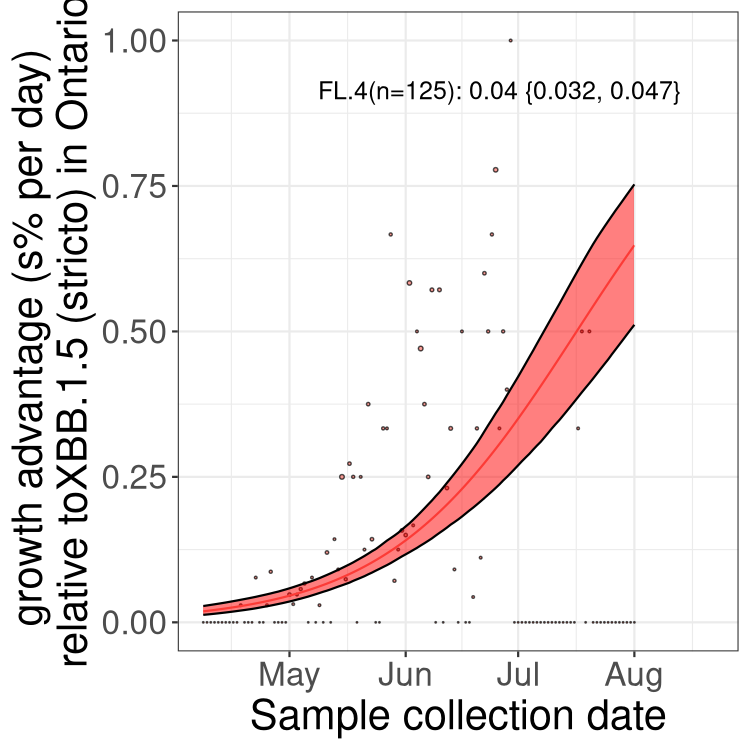 growth advantage (s% per day)
relative toXBB.1.5 (stricto) in Ontario
1.00
0.75
0.50
0.25
0.00
FL.4(n=125): 0.04 {0.032, 0.047}
May
Jun
Jul
Aug
Sample collection date